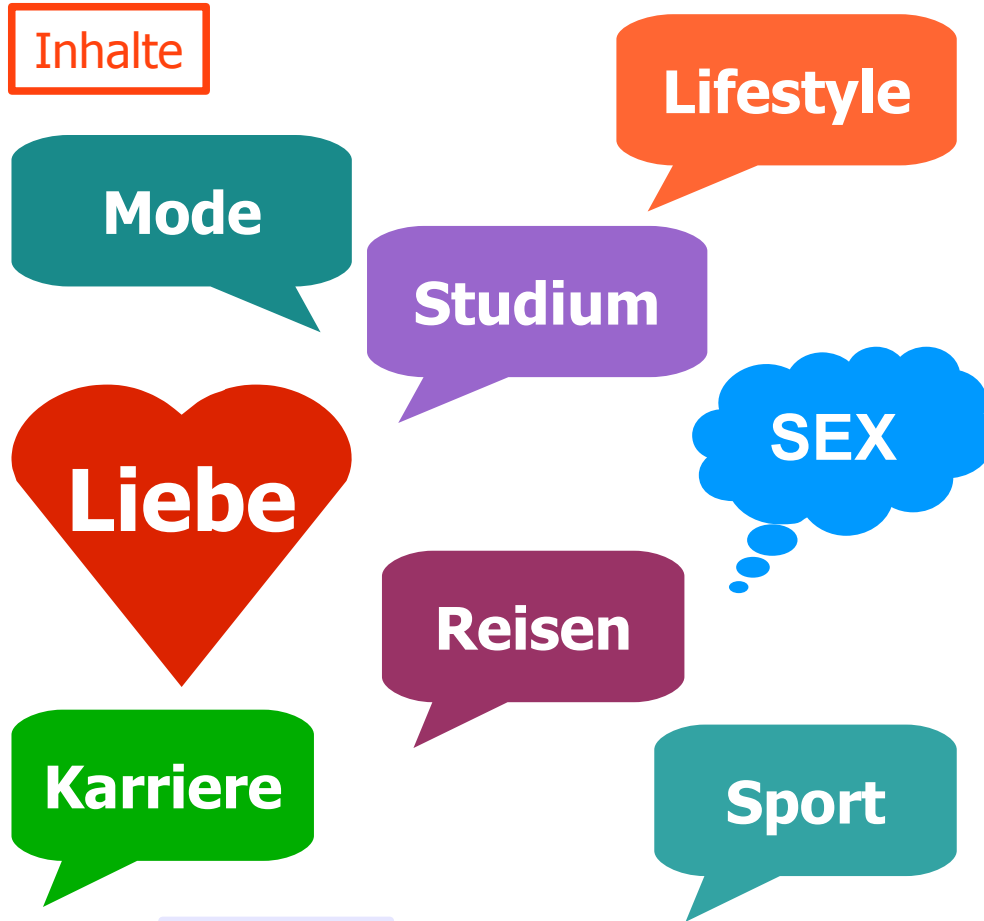 Inhalte
Lifestyle
Mode
Studium
SEX
Liebe
Reisen
Karriere
Sport